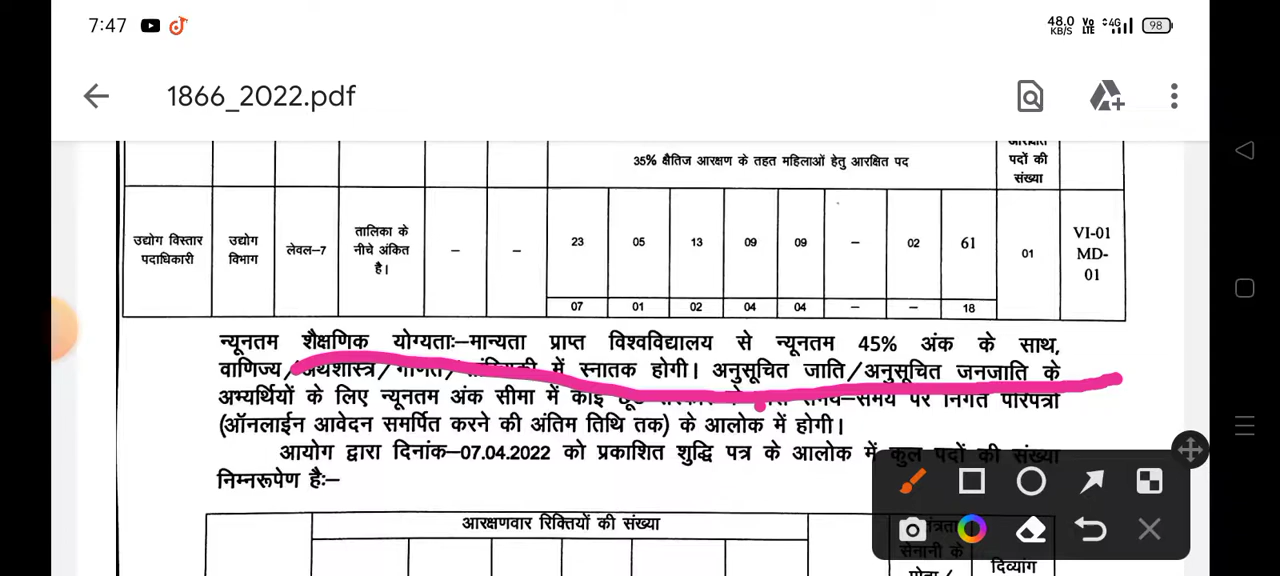 7:47 48.0 KB/S Vo LTE 4G 98
1866_2022.pdf
35% क्षैतिज आरक्षण के तहत महिलाओं हेतु आरक्षित पद
पदों की
संख्या
उद्योग विस्तार पदाधिकारी उद्योग विभाग लेवल–7 तालिका के नीचे अंकित है। – – 23 05 13 09 09 – 02 61 01 VI-01 MD-01
07 01 02 04 04 – – 18
न्यूनतम शैक्षणिक योग्यताः–मान्यता प्राप्त विश्वविद्यालय से न्यूनतम 45% अंक के साथ,
वाणिज्य/अर्थशास्त्र/गणित/ में स्नातक होगी। अनुसूचित जाति/अनुसूचित जनजाति के
अभ्यर्थियों के लिए न्यूनतम अंक सीमा में कोई समय–समय पर निर्गत परिपत्रों
(ऑनलाईन आवेदन समर्पित करने की अंतिम तिथि तक) के आलोक में होगी।
आयोग द्वारा दिनांक–07.04.2022 को प्रकाशित शुद्धि पत्र के आलोक में कुल पदों की संख्या
निम्नरूपेण है:–
आरक्षणवार रिक्तियों की संख्या
सेनानी के
दिव्यांग